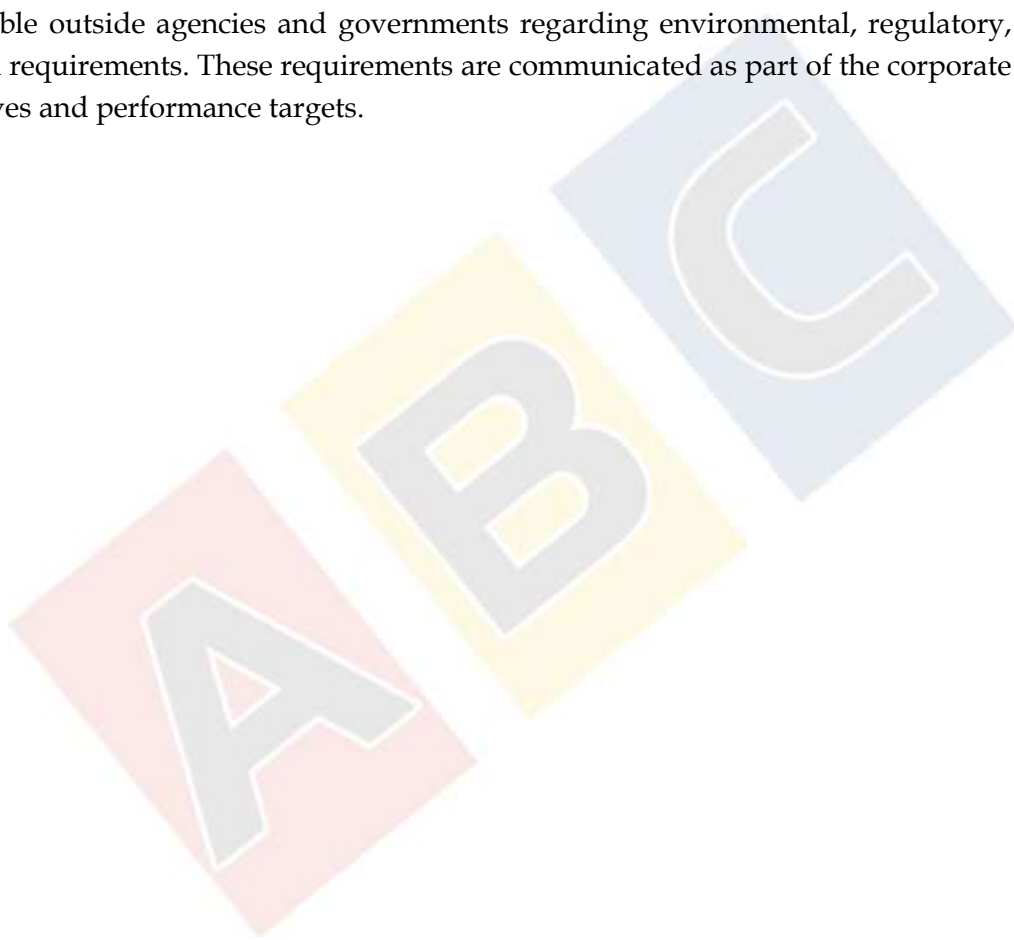 ble outside agencies and governments regarding environmental, regulatory,
requirements. These requirements are communicated as part of the corporate
ves and performance targets.
A
B
C